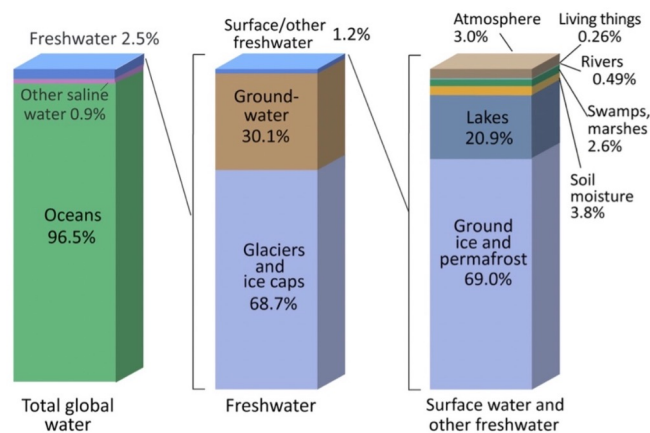 Freshwater 2.5%
Other saline
water 0.9%
Oceans
96.5%
Total global
water
Surface/other
freshwater
1.2%
Ground-
water
30.1%
Glaciers
and
ice caps
68.7%
Freshwater
Atmosphere
3.0%
Living things
0.26%
Rivers
0.49%
Swamps,
marshes
2.6%
Soil
moisture
3.8%
Lakes
20.9%
Ground
ice and
permafrost
69.0%
Surface water and
other freshwater